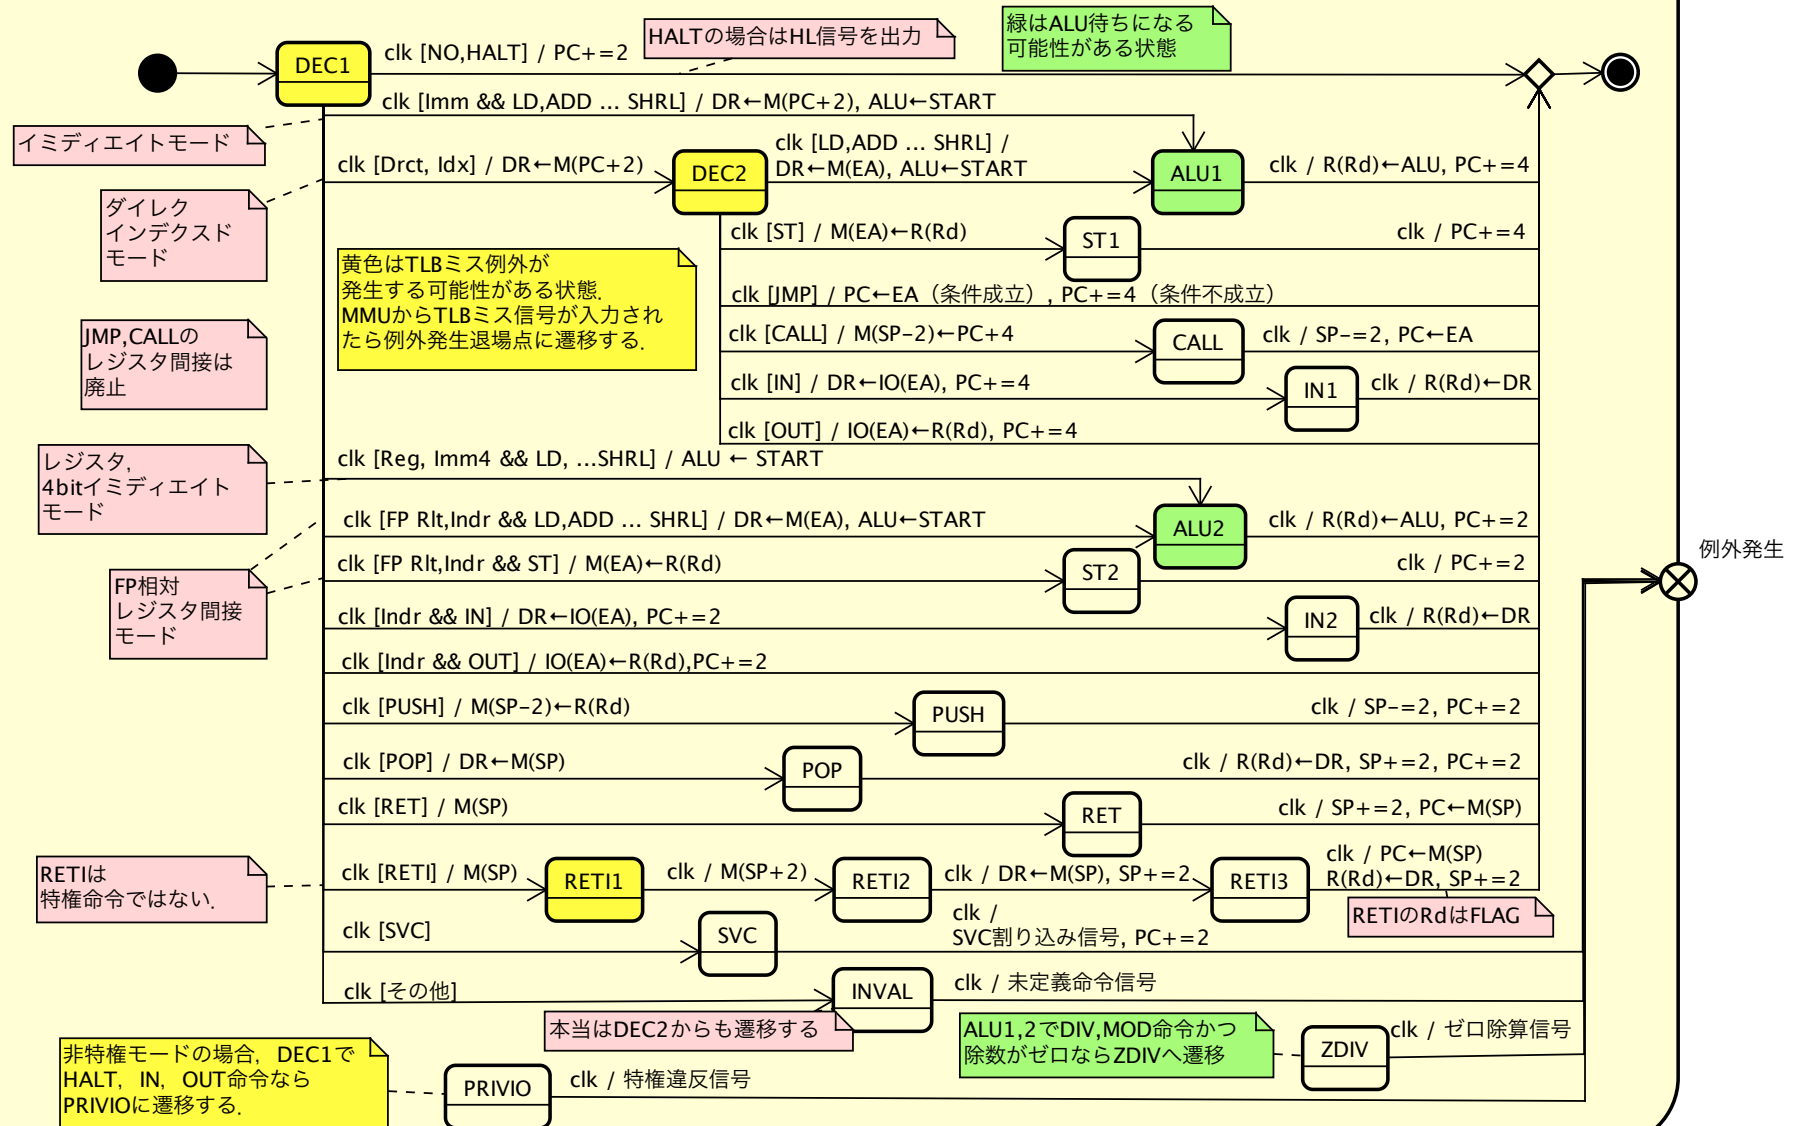 HALTの場合はHL信号を出力
緑はALU待ちになる
可能性がある状態
DEC1
clk [NO,HALT] / PC+=2
clk [Imm && LD,ADD ... SHRL] / DR←M(PC+2), ALU←START
イミディエイトモード
clk [Drct, Idx] / DR←M(PC+2)
DEC2
clk [LD,ADD ... SHRL] /
DR←M(EA), ALU←START
ALU1
clk / R(Rd)←ALU, PC+=4
ダイレク
インデクスド
モード
clk [ST] / M(EA)←R(Rd)
ST1
clk / PC+=4
黄色はTLBミス例外が
発生する可能性がある状態.
MMUからTLBミス信号が入力され
たら例外発生退場点に遷移する.
clk [JMP] / PC←EA（条件成立）, PC+=4（条件不成立）
JMP,CALLの
レジスタ間接は
廃止
clk [CALL] / M(SP-2)←PC+4
CALL
clk / SP-=2, PC←EA
clk [IN] / DR←IO(EA), PC+=4
IN1
clk / R(Rd)←DR
clk [OUT] / IO(EA)←R(Rd), PC+=4
レジスタ,
4bitイミディエイト
モード
clk [Reg, Imm4 && LD, ...SHRL] / ALU ← START
clk [FP Rlt,Indr && LD,ADD ... SHRL] / DR←M(EA), ALU←START
ALU2
clk / R(Rd)←ALU, PC+=2
例外発生
FP相対
レジスタ間接
モード
clk [FP Rlt,Indr && ST] / M(EA)←R(Rd)
ST2
clk / PC+=2
clk [Indr && IN] / DR←IO(EA), PC+=2
IN2
clk / R(Rd)←DR
clk [Indr && OUT] / IO(EA)←R(Rd),PC+=2
clk [PUSH] / M(SP-2)←R(Rd)
PUSH
clk / SP-=2, PC+=2
clk [POP] / DR←M(SP)
POP
clk / R(Rd)←DR, SP+=2, PC+=2
clk [RET] / M(SP)
RET
clk / SP+=2, PC←M(SP)
RETIは
特権命令ではない.
clk [RETI] / M(SP)
RETI1
clk / M(SP+2)
RETI2
clk / DR←M(SP), SP+=2
RETI3
clk / PC←M(SP)
R(Rd)←DR, SP+=2
RETIのRdはFLAG
clk [SVC]
SVC
clk /
SVC割り込み信号, PC+=2
clk [その他]
INVAL
clk / 未定義命令信号
本当はDEC2からも遷移する
ALU1,2でDIV,MOD命令かつ
除数がゼロならZDIVへ遷移
ZDIV
clk / ゼロ除算信号
非特権モードの場合，DEC1で
HALT，IN，OUT命令なら
PRIVIOに遷移する.
PRIVIO
clk / 特権違反信号